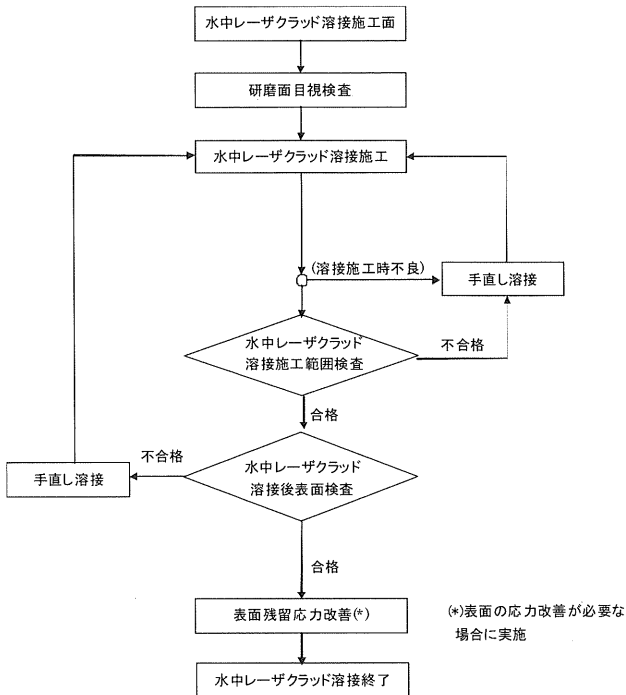 水中レーザクラッド溶接施工面
研磨面目視検査
水中レーザクラッド溶接施工
(溶接施工時不良)
手直し溶接
水中レーザクラッド
溶接施工範囲検査
不合格
合格
不合格
水中レーザクラッド
溶接後表面検査
手直し溶接
合格
表面残留応力改善(*)
(*)表面の応力改善が必要な
場合に実施
水中レーザクラッド溶接終了